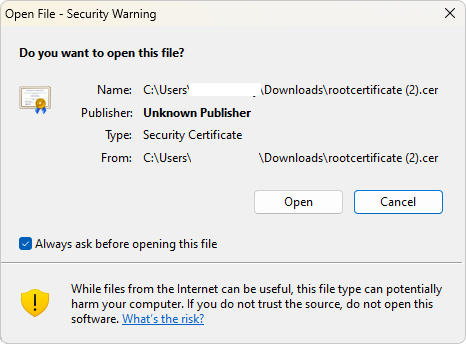 Open File - Security Warning
Do you want to open this file?
Name: C:\Users\ \Downloads\rootcertificate (2).cer
Publisher: Unknown Publisher
Type: Security Certificate
From: C:\Users\ \Downloads\rootcertificate (2).cer
Open Cancel
Always ask before opening this file
While files from the Internet can be useful, this file type can potentially
harm your computer. If you do not trust the source, do not open this
software. What's the risk?